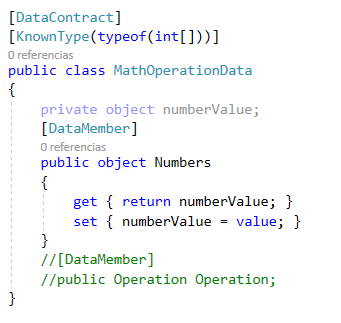 [DataContract]
[KnownType(typeof(int[]))]
0 referencias
public class MathOperationData
{
private object numberValue;
[DataMember]
0 referencias
public object Numbers
{
get { return numberValue; }
set { numberValue = value; }
}
//[DataMember]
//public Operation Operation;
}